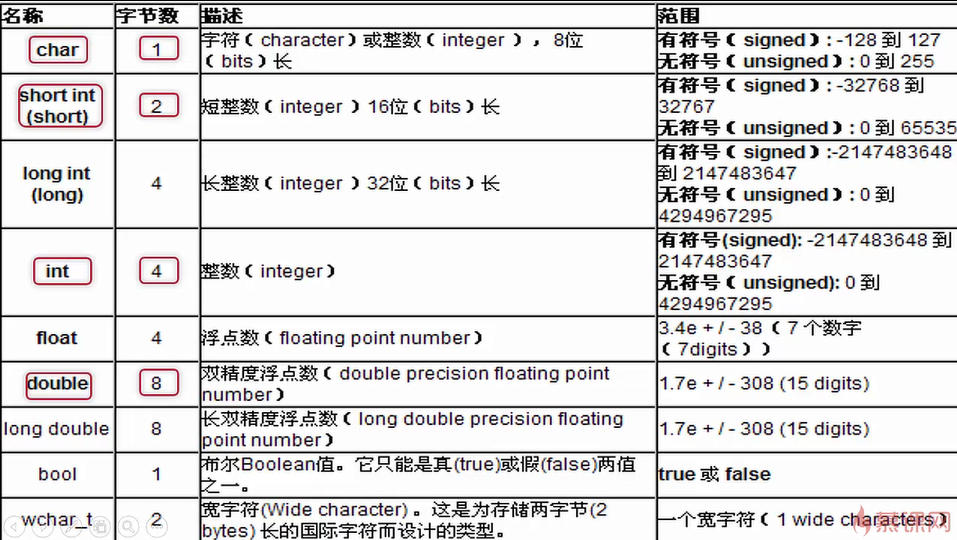 名称 字节数 描述 范围
char 1 字符（character）或整数（integer），8位
（bits）长
有符号（signed）: -128 到 127
无符号（unsigned）: 0 到 255
short int
(short)
2 短整数（integer）16位（bits）长
有符号（signed）: -32768 到
32767
无符号（unsigned）: 0 到 65535
long int
(long)
4 长整数（integer）32位（bits）长
有符号（signed）:-2147483648
到 2147483647
无符号（unsigned）: 0 到
4294967295
int 4 整数（integer）
有符号(signed): -2147483648 到
2147483647
无符号（unsigned): 0 到
4294967295
float 4 浮点数（floating point number）
3.4e + / - 38（7 个数字
（7digits））
double 8 双精度浮点数（double precision floating point
number）
1.7e + / - 308 (15 digits)
long double 8 长双精度浮点数（long double precision floating
point number）
1.7e + / - 308 (15 digits)
bool 1 布尔Boolean值。它只能是真(true)或假(false)两值
之一。
true 或 false
wchar_t 2 宽字符(Wide character)。这是为存储两字节(2
bytes) 长的国际字符而设计的类型。
一个宽字符（1 wide characters）
慕课网